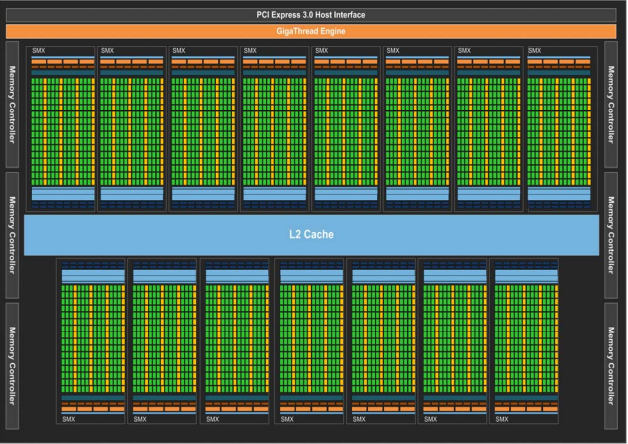 PCI Express 3.0 Host Interface
GigaThread Engine
SMX
SMX
SMX
SMX
SMX
SMX
SMX
SMX
Memory Controller
Memory Controller
L2 Cache
Memory Controller
Memory Controller
Memory Controller
Memory Controller
SMX
SMX
SMX
SMX
SMX
SMX
SMX